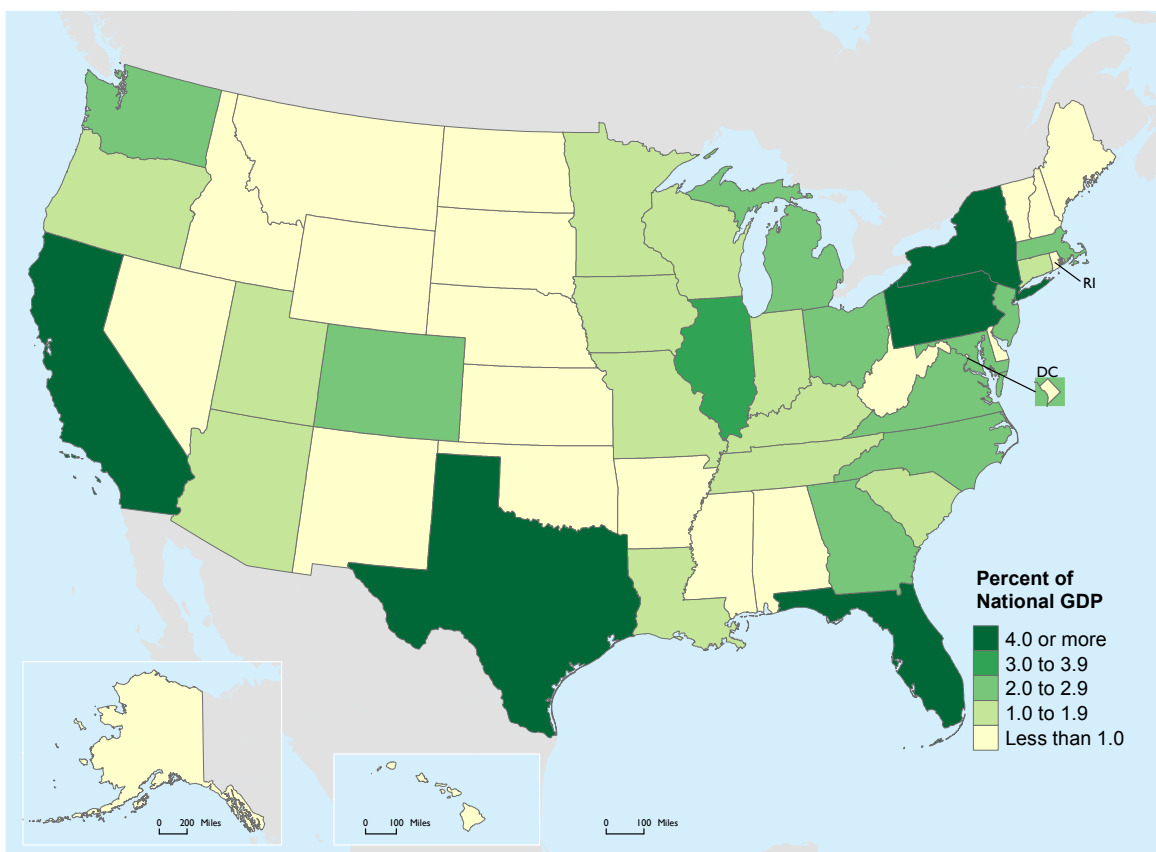 RI
DC
Percent of
National GDP
4.0 or more
3.0 to 3.9
2.0 to 2.9
1.0 to 1.9
Less than 1.0
0 200 Miles
0 100 Miles
0 100 Miles